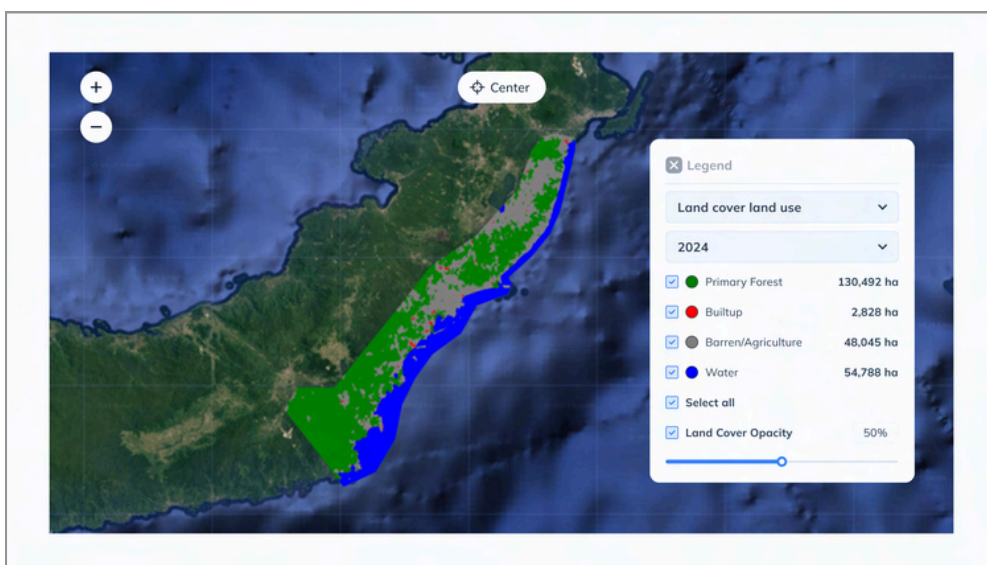 +
Center
−
Legend
Land cover land use
2024
Primary Forest 130,492 ha
Builtup 2,828 ha
Barren/Agriculture 48,045 ha
Water 54,788 ha
Select all
Land Cover Opacity 50%